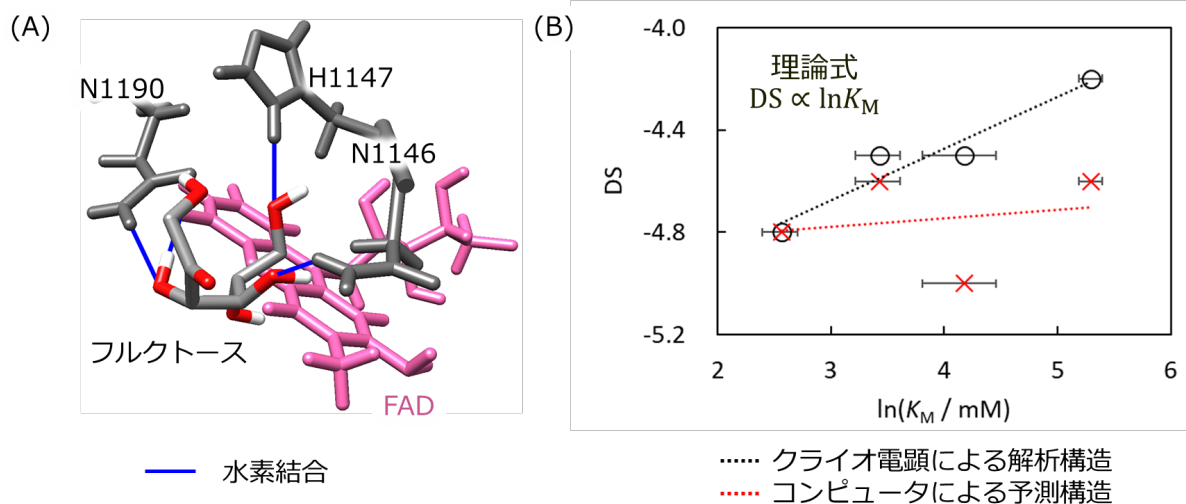 (A)
N1190
H1147
N1146
フルクトース
FAD
水素結合
(B)
-4.0
-4.4
-4.8
-5.2
DS
理論式
DS ∝ lnKM
2 3 4 5 6
ln(KM / mM)
クライオ電顕による解析構造
コンピュータによる予測構造